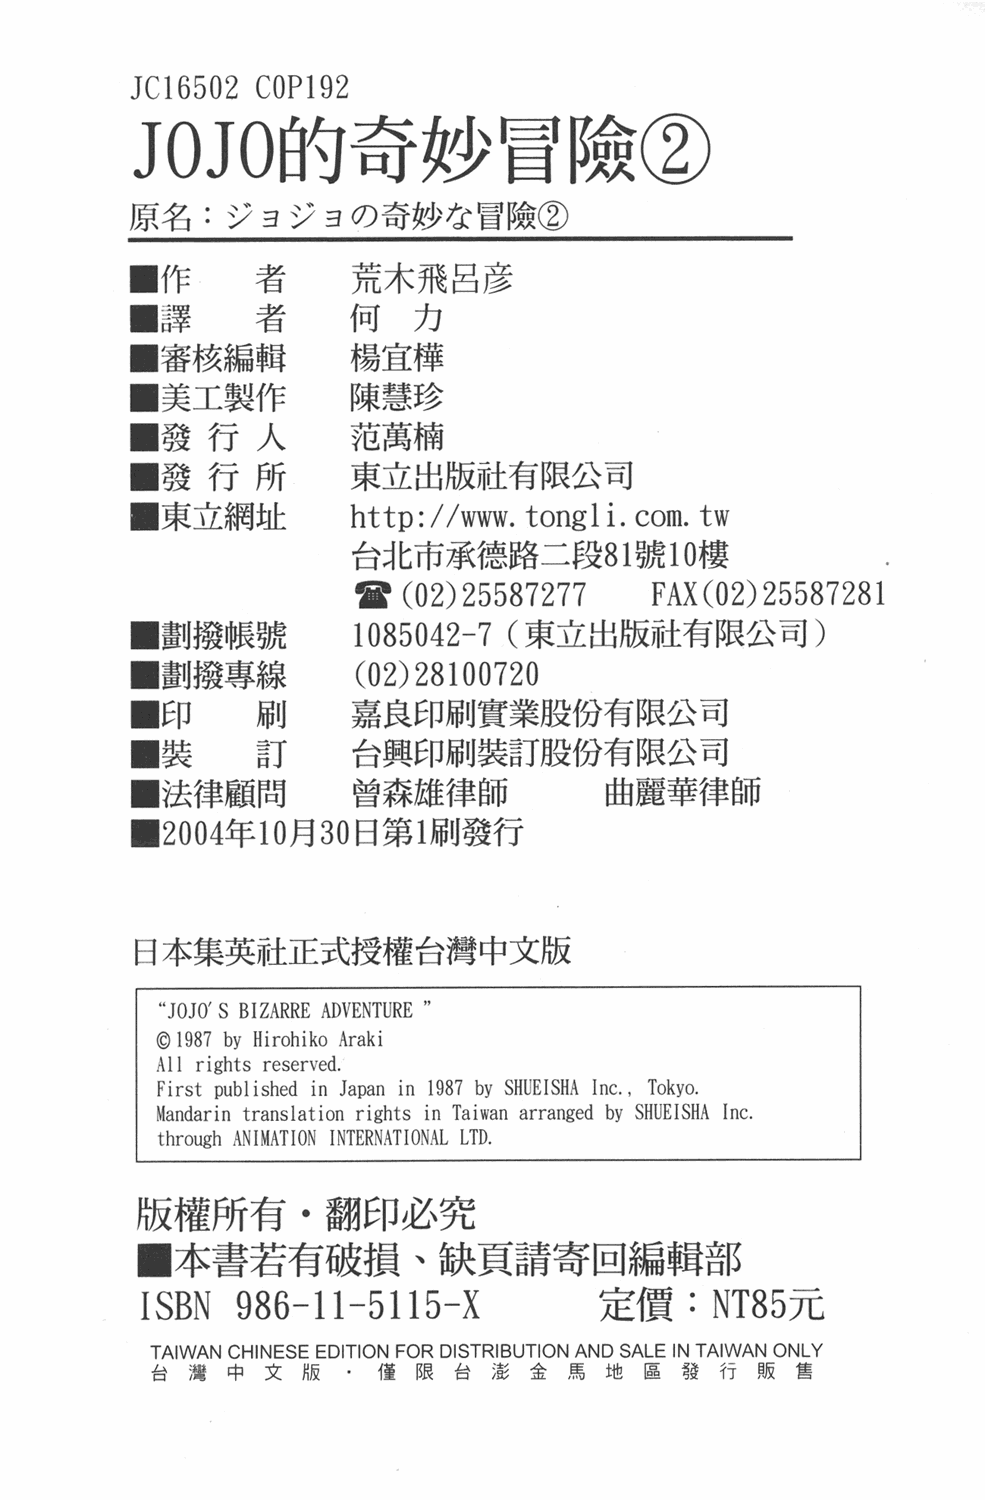 JC16502 COP192
JOJO的奇妙冒險②
原名：ジョジョの奇妙な冒險②
■作　　者　　荒木飛呂彦
■譯　　者　　何　力
■審核編輯　　楊宜樺
■美工製作　　陳慧珍
■發 行 人　　范萬楠
■發 行 所　　東立出版社有限公司
■東立網址　　http://www.tongli.com.tw
台北市承德路二段81號10樓
☎(02)25587277　FAX(02)25587281
■劃撥帳號　　1085042-7（東立出版社有限公司）
■劃撥專線　　(02)28100720
■印　　刷　　嘉良印刷實業股份有限公司
■裝　　訂　　台興印刷裝訂股份有限公司
■法律顧問　　曾森雄律師　　曲麗華律師
■2004年10月30日第1刷發行
日本集英社正式授權台灣中文版
“JOJO'S BIZARRE ADVENTURE ”
©1987 by Hirohiko Araki
All rights reserved.
First published in Japan in 1987 by SHUEISHA Inc., Tokyo.
Mandarin translation rights in Taiwan arranged by SHUEISHA Inc.
through ANIMATION INTERNATIONAL LTD.
版權所有・翻印必究
■本書若有破損、缺頁請寄回編輯部
ISBN 986-11-5115-X　　定價：NT85元
TAIWAN CHINESE EDITION FOR DISTRIBUTION AND SALE IN TAIWAN ONLY
台灣中文版・僅限台澎金馬地區發行販售